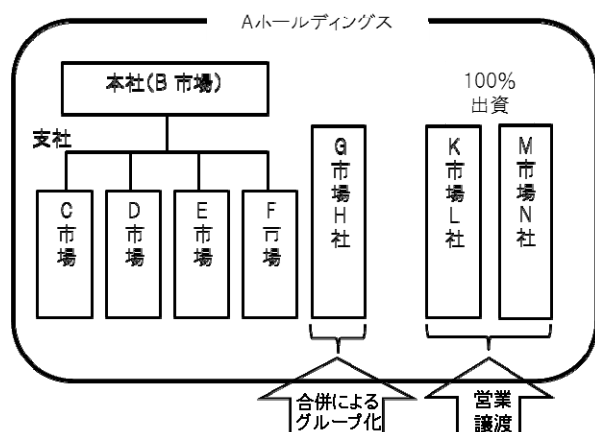 Aホールディングス
本社(B 市場)
100%
出資
支社
C市場
D市場
E市場
F市場
G市場H社
K市場L社
M市場N社
合併による
グループ化
営業
譲渡